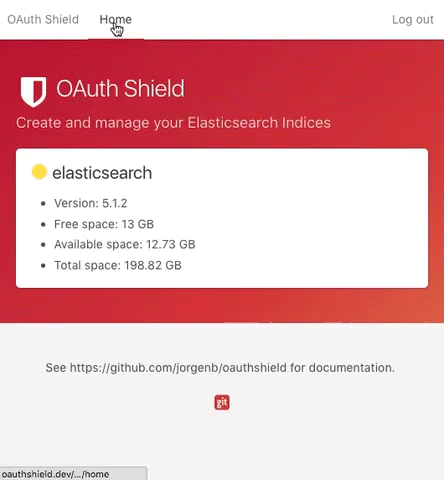 OAuth Shield Home Log out
OAuth Shield
Create and manage your Elasticsearch Indices
elasticsearch
Version: 5.1.2
Free space: 13 GB
Available space: 12.73 GB
Total space: 198.82 GB
See https://github.com/jorgenb/oauthshield for documentation.
git
oauthshield.dev/.../home